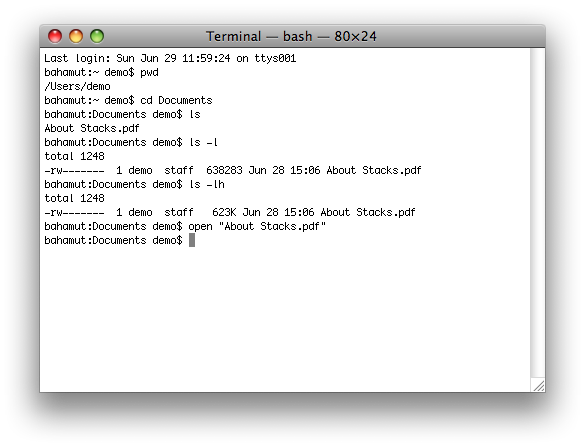 Terminal — bash — 80×24
Last login: Sun Jun 29 11:59:24 on ttys001
bahamut:~ demo$ pwd
/Users/demo
bahamut:~ demo$ cd Documents
bahamut:Documents demo$ ls
About Stacks.pdf
bahamut:Documents demo$ ls -l
total 1248
-rw-------  1 demo  staff  638283 Jun 28 15:06 About Stacks.pdf
bahamut:Documents demo$ ls -lh
total 1248
-rw-------  1 demo  staff   623K Jun 28 15:06 About Stacks.pdf
bahamut:Documents demo$ open "About Stacks.pdf"
bahamut:Documents demo$